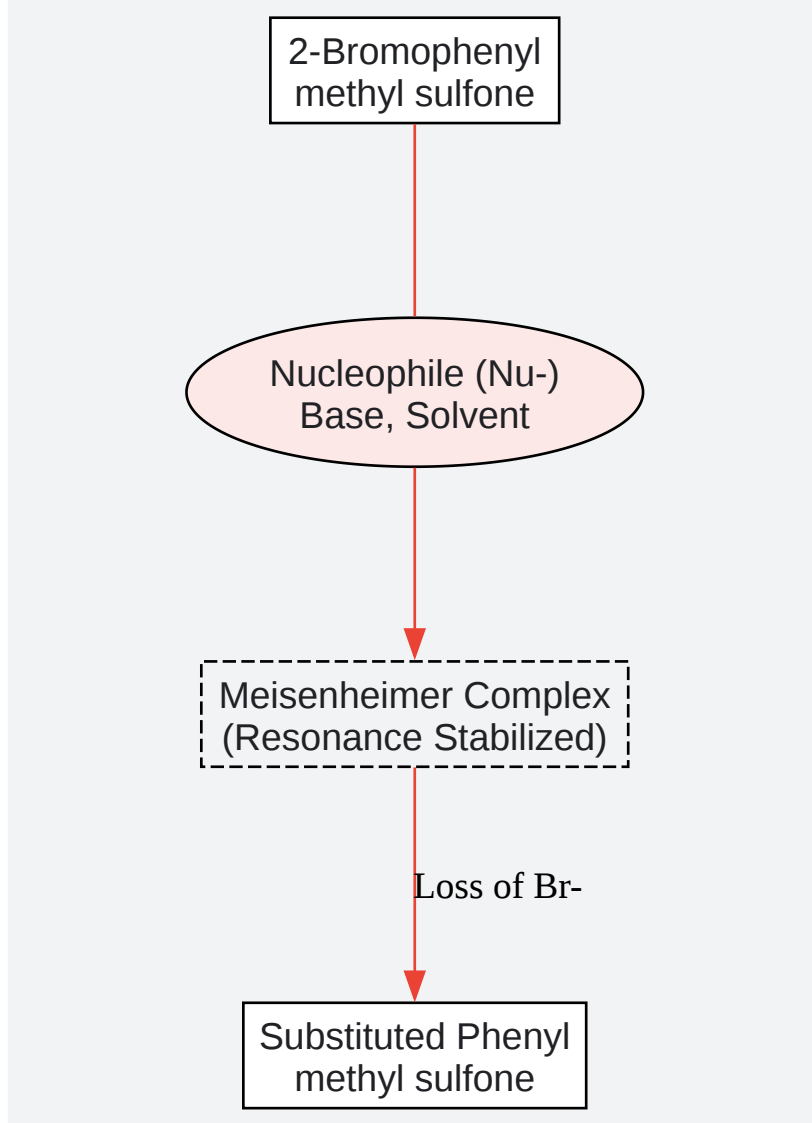 2-Bromophenyl
methyl sulfone
Nucleophile (Nu-)
Base, Solvent
Meisenheimer Complex
(Resonance Stabilized)
Loss of Br-
Substituted Phenyl
methyl sulfone